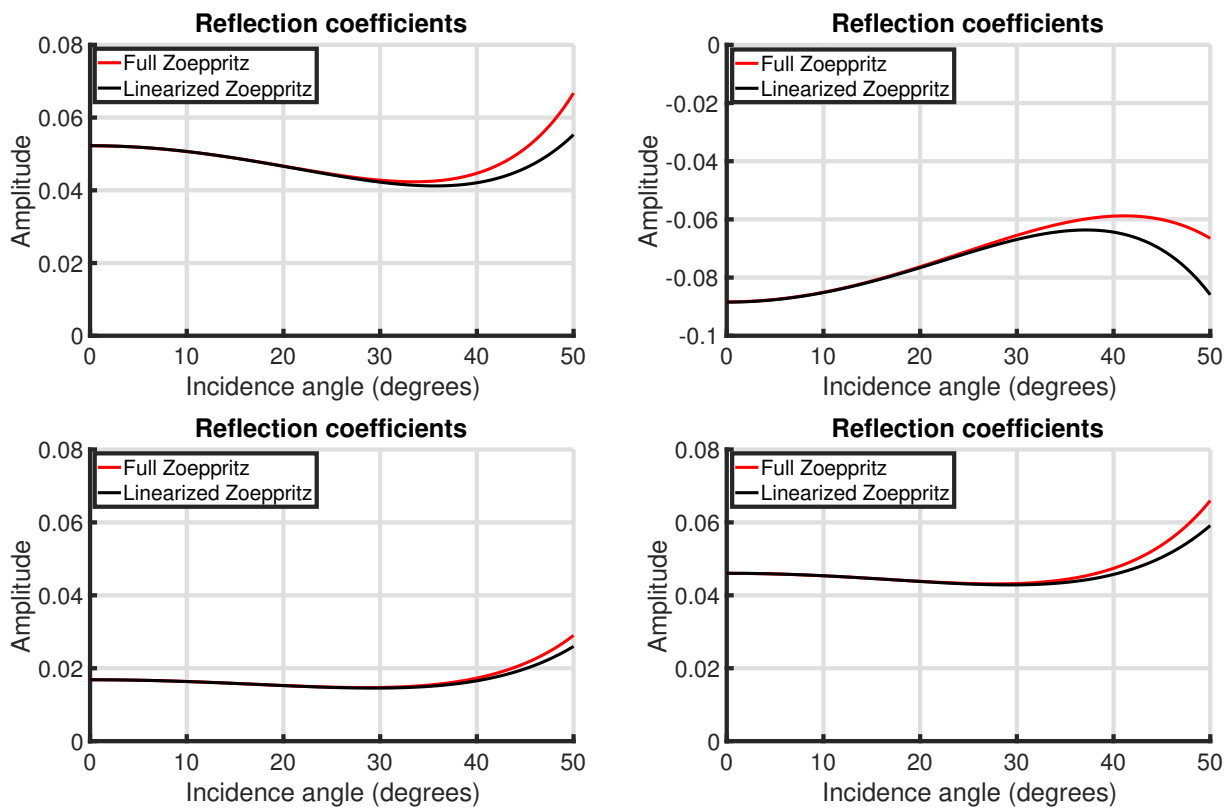 Reflection coefficients
0.08
0.06
0.04
0.02
0
Amplitude
Full Zoeppritz
Linearized Zoeppritz
0 10 20 30 40 50
Incidence angle (degrees)
Reflection coefficients
0
-0.02
-0.04
-0.06
-0.08
-0.1
Amplitude
Full Zoeppritz
Linearized Zoeppritz
0 10 20 30 40 50
Incidence angle (degrees)
Reflection coefficients
0.08
0.06
0.04
0.02
0
Amplitude
Full Zoeppritz
Linearized Zoeppritz
0 10 20 30 40 50
Incidence angle (degrees)
Reflection coefficients
0.08
0.06
0.04
0.02
0
Amplitude
Full Zoeppritz
Linearized Zoeppritz
0 10 20 30 40 50
Incidence angle (degrees)